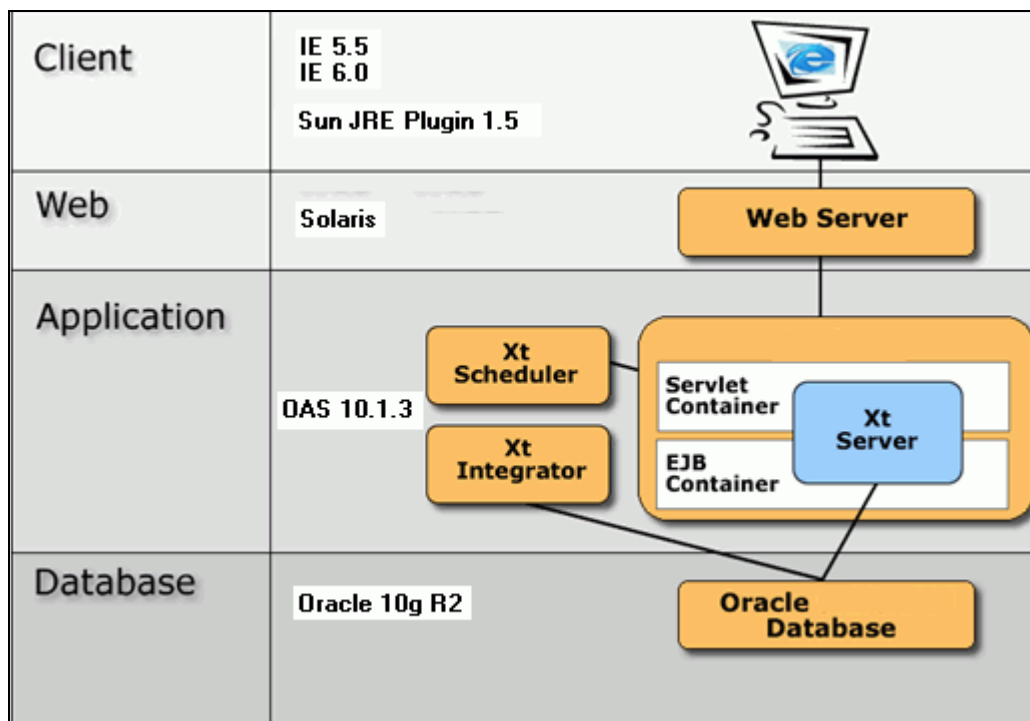 Client
IE 5.5
IE 6.0
Sun JRE Plugin 1.5
Web
Solaris
Web Server
Application
OAS 10.1.3
Xt
Scheduler
Xt
Integrator
Servlet
Container
EJB
Container
Xt
Server
Database
Oracle 10g R2
Oracle
Database